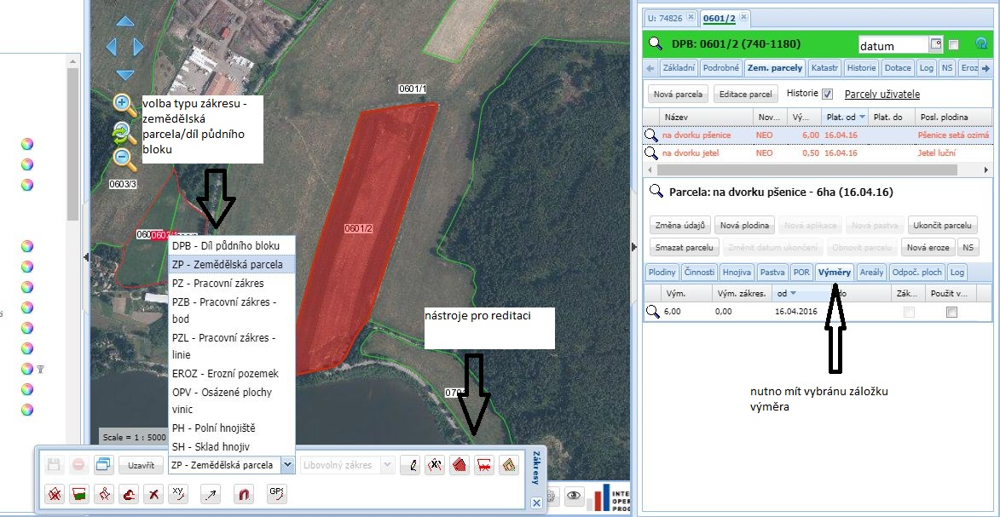 U: 74826
0601/2
DPB: 0601/2 (740-1180)
datum
Základní Podrobné Zem. parcely Katastr Historie Dotace Log NS Eroz
Nová parcela Editace parcel Historie Parcely uživatele
Název Nov... Vý... Plat. od Plat. do Posl. plodina
na dvorku pšenice NEO 6,00 16.04.16 Pšenice setá ozimá
na dvorku jetel NEO 0,50 16.04.16 Jetel luční
Parcela: na dvorku pšenice - 6ha (16.04.16)
Změna údajů Nová plodina Nová aplikace Nová pastva Ukončit parcelu
Smazat parcelu Změnit datum ukončení Obnovit parcelu Nová eroze NS
Plodiny Činnosti Hnojiva Pastva POR Výměry Areály Odpoč. ploch Log
Vým. Vým. zákres. od do Zák... Použít v...
6,00 0,00 16.04.2016
nutno mít vybránu záložku
výměra
volba typu zákresu -
zemědělská
parcela/díl půdního
bloku
0601/1
0603/3
0601/2
nástroje pro reditaci
DPB - Díl půdního bloku
ZP - Zemědělská parcela
PZ - Pracovní zákres
PZB - Pracovní zákres -
bod
PZL - Pracovní zákres -
linie
EROZ - Erozní pozemek
OPV - Osázené plochy
vinic
PH - Polní hnojiště
SH - Sklad hnojiv
Scale = 1 : 5000
Uzavřít ZP - Zemědělská parcela Libovolný zákres
Zákresy
XY
GPS
INTE
OPER
PROG